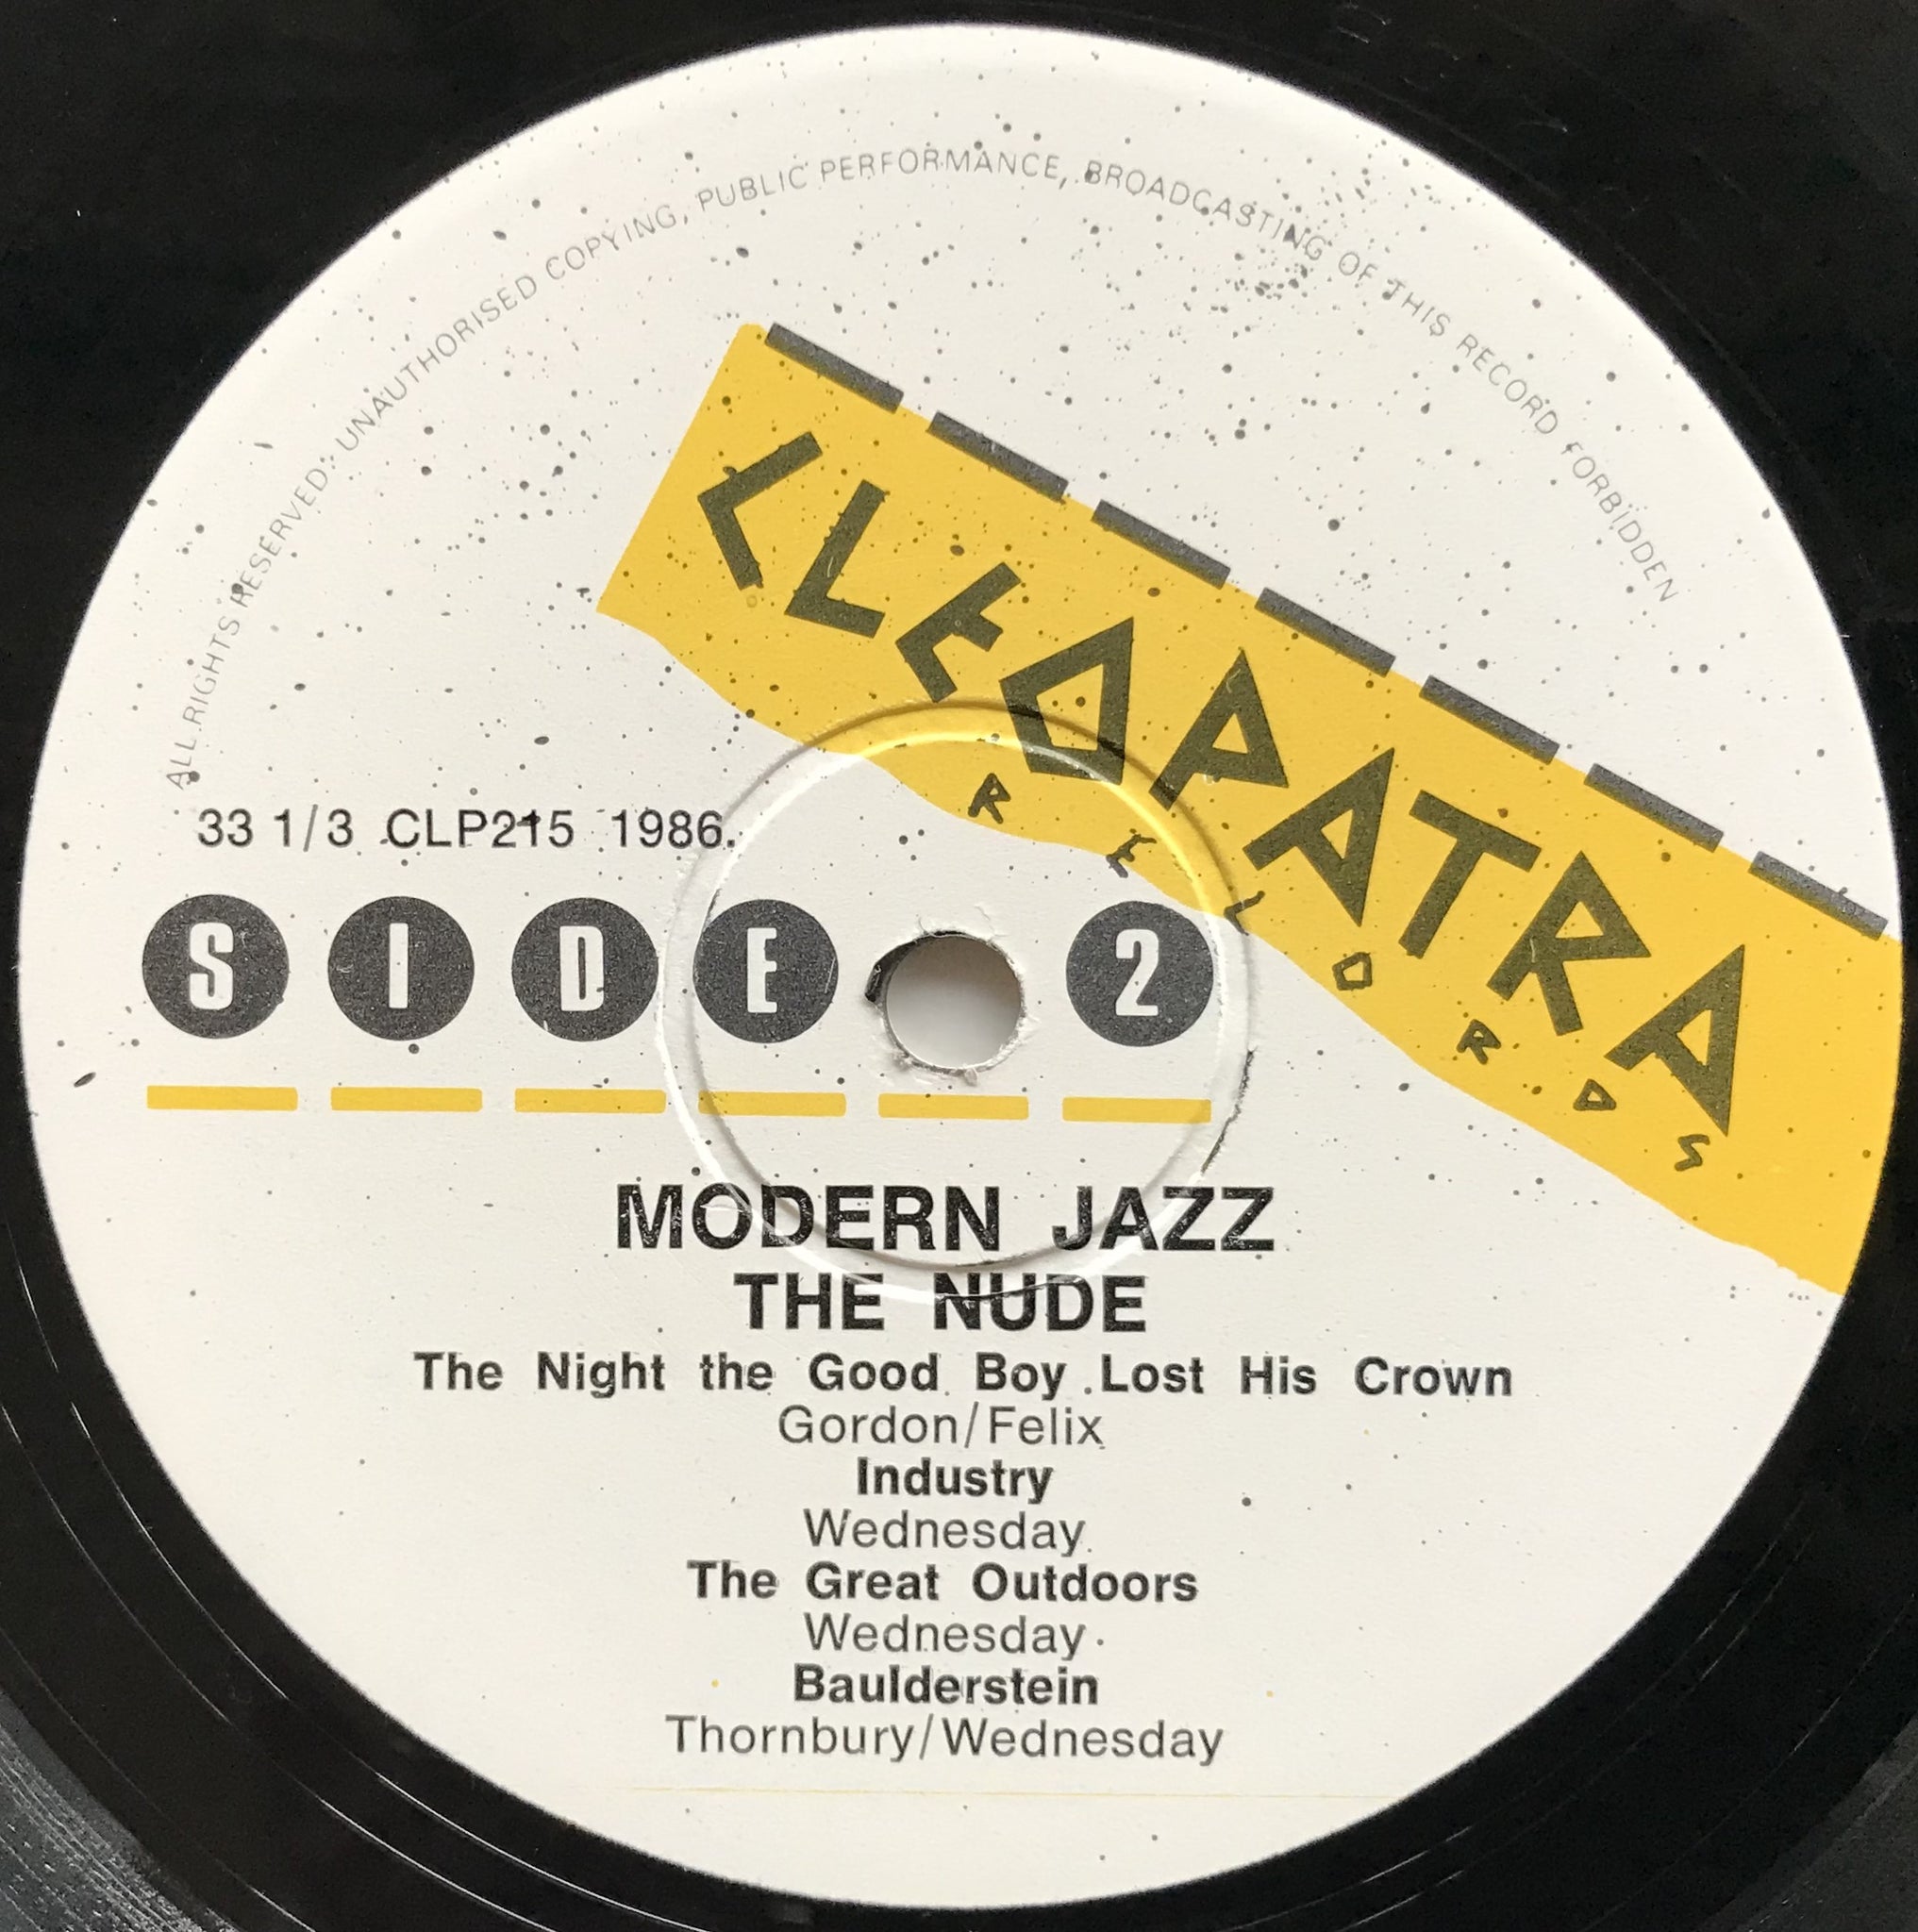 ALL RIGHTS RESERVED: UNAUTHORISED COPYING, PUBLIC PERFORMANCE, BROADCASTING OF THIS RECORD FORBIDDEN
CLEOPATRA
RECORDS
33 1/3 CLP215 1986.
SIDE 2
MODERN JAZZ
THE NUDE
The Night the Good Boy Lost His Crown
Gordon/Felix
Industry
Wednesday
The Great Outdoors
Wednesday
Baulderstein
Thornbury/Wednesday